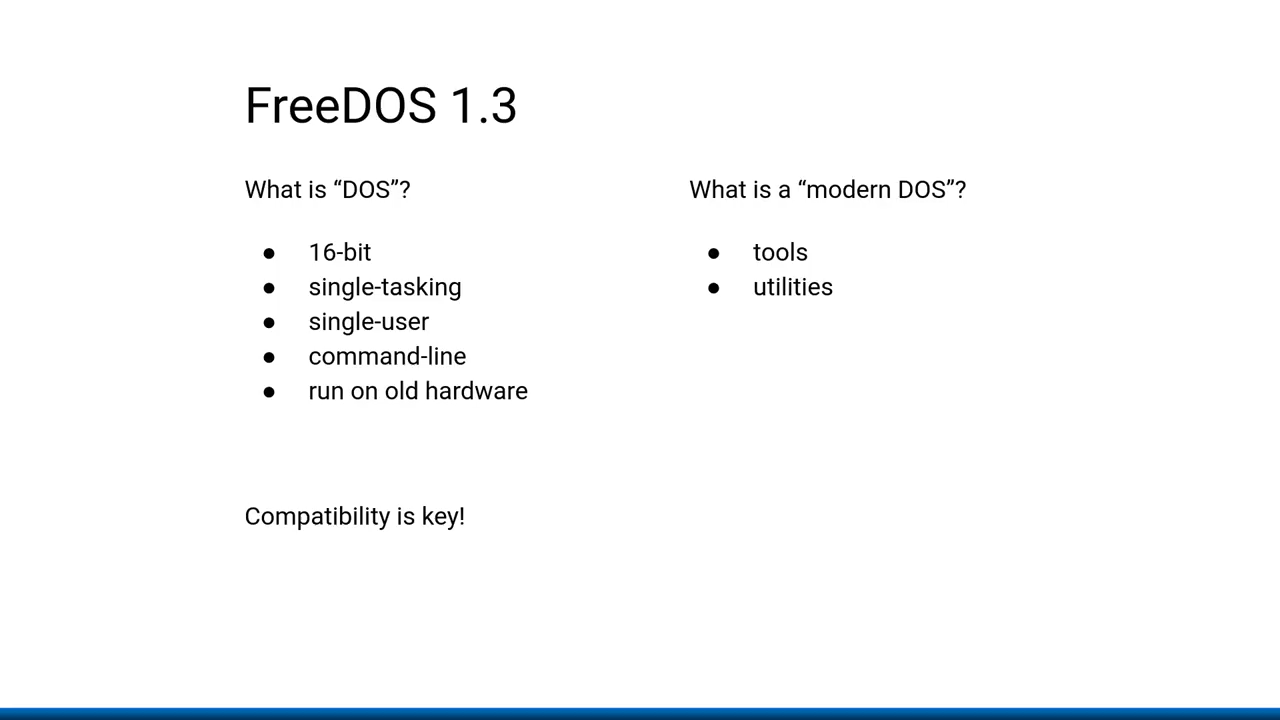 FreeDOS 1.3
What is “DOS”?
● 16-bit
● single-tasking
● single-user
● command-line
● run on old hardware
Compatibility is key!
What is a “modern DOS”?
● tools
● utilities